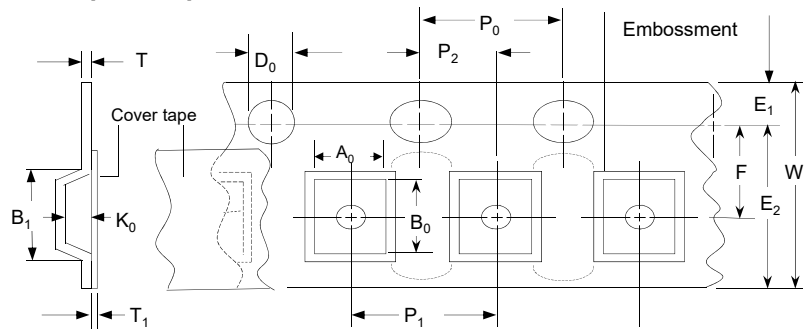 P0
Embossment
T
D0
P2
E1
Cover tape
A0
F
W
B1
K0
B0
E2
T1
P1